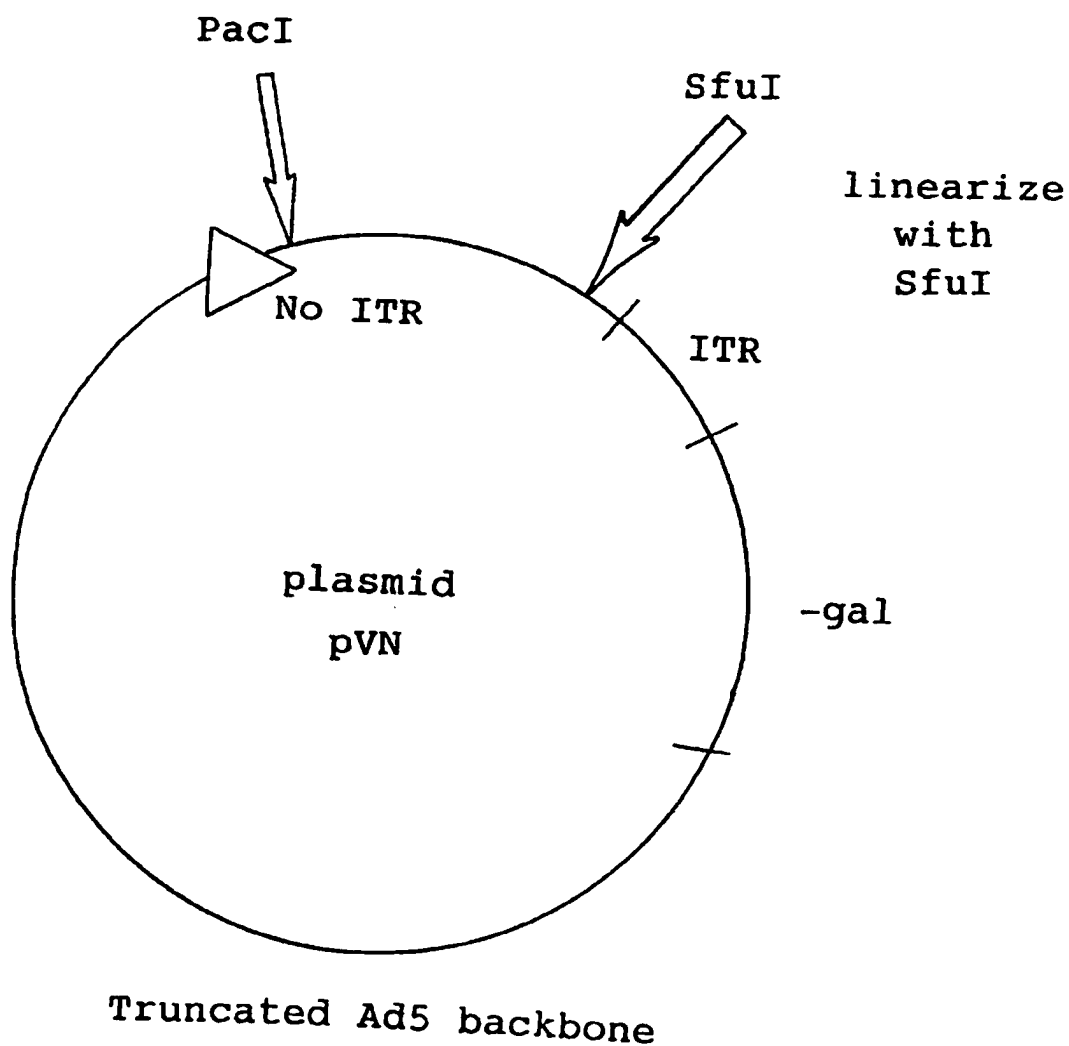 PacI
SfuI
linearize
with
SfuI
No ITR
ITR
plasmid
pVN
-gal
Truncated Ad5 backbone